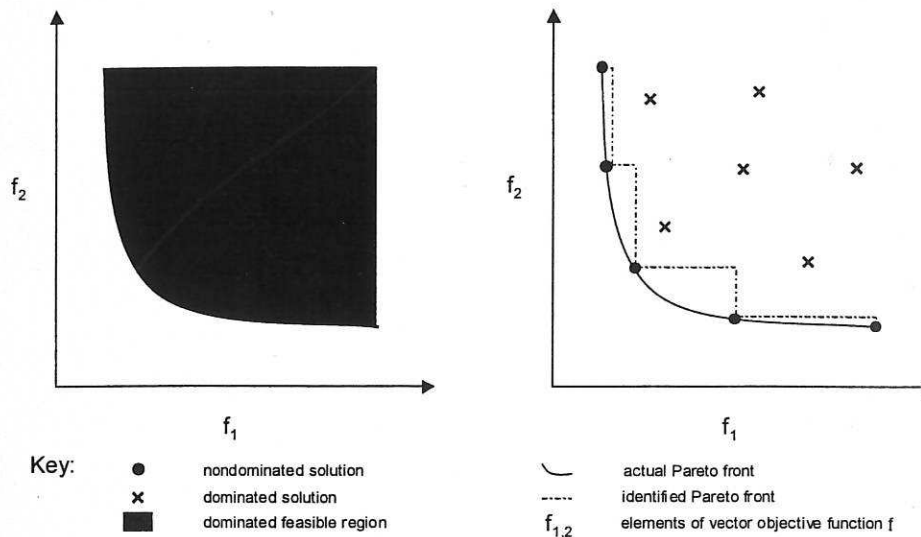 f2
f1
f2
f1
Key:
nondominated solution
dominated solution
dominated feasible region
actual Pareto front
identified Pareto front
f1,2 elements of vector objective function f